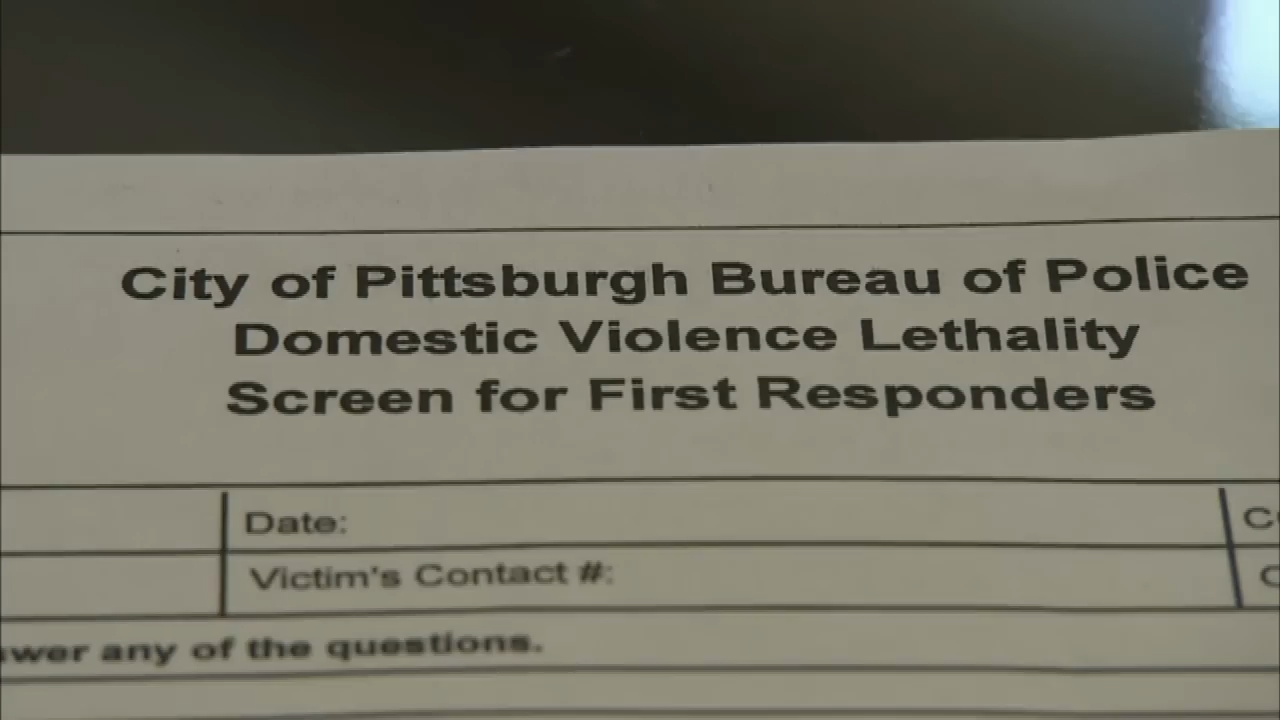 City of Pittsburgh Bureau of Police
Domestic Violence Lethality
Screen for First Responders
Date:
Victim's Contact #:
any of the questions.